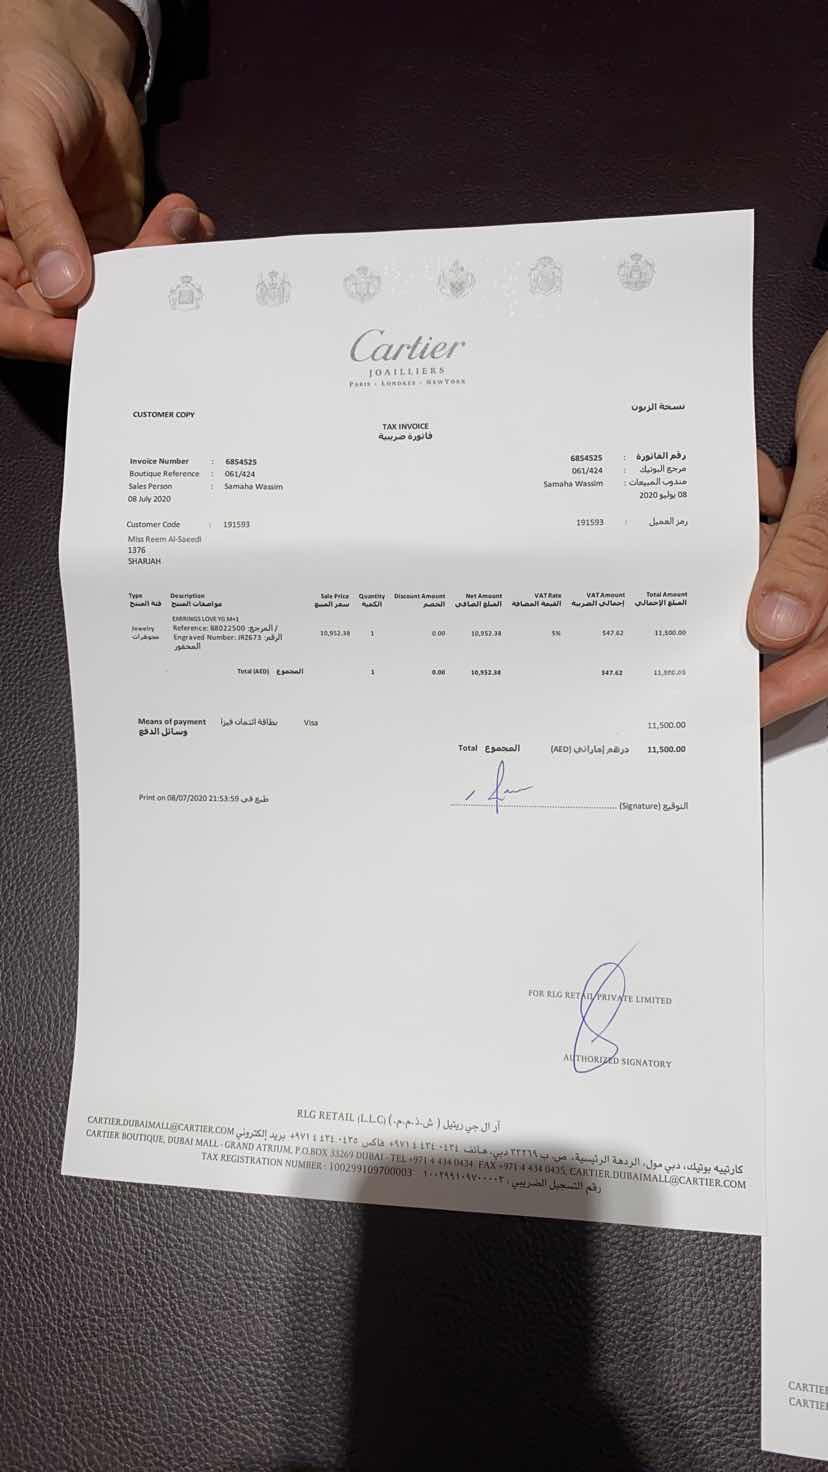 Cartier
JOAILLIERS
PARIS - LONDRES - NEW YORK
CUSTOMER COPY
نسخة الزبون
TAX INVOICE
فاتورة ضريبية
Invoice Number : 6854525
Boutique Reference : 061/424
Sales Person : Samaha Wassim
08 July 2020
رقم الفاتورة : 6854525
مرجع البوتيك : 061/424
مندوب المبيعات : Samaha Wassim
08 يوليو 2020
Customer Code : 191593
رمز العميل : 191593
Miss Reem Al-Saeedi
1376
SHARJAH
Type Description Sale Price Quantity Discount Amount Net Amount VAT Rate VAT Amount Total Amount
فئة المنتج مواصفات المنتج سعر المبيع الكمية الخصم المبلغ الصافي القيمة المضافة إجمالي الضريبة المبلغ الإجمالي
EARRINGS LOVE YG M+1
Jewelry Reference: B8022500 المرجع: /
مجوهرات Engraved Number: JR2673 الرقم:
المحفور
10,952.38 1 0.00 10,952.38 5% 547.62 11,500.00
Total (AED) المجموع 1 0.00 10,952.38 547.62 11,500.00
Means of payment بطاقة ائتمان فيزا Visa 11,500.00
وسائل الدفع
Total المجموع درهم إماراتي (AED) 11,500.00
Print on 08/07/2020 21:53:59 طبع في
التوقيع (Signature)
FOR RLG RETAIL PRIVATE LIMITED
AUTHORIZED SIGNATORY
RLG RETAIL (L.L.C) آر ال جي ريتيل ( ش.ذ.م.م.)
كارتييه بوتيك، دبي مول، الردهة الرئيسية، ص.ب ٣٣٢٦٩ دبي، هاتف ٠٤٣٤ ٤٣٤ ٤ ٩٧١+ فاكس ٠٤٣٥ ٤٣٤ ٤ ٩٧١+ بريد إلكتروني CARTIER.DUBAIMALL@CARTIER.COM
CARTIER BOUTIQUE, DUBAI MALL - GRAND ATRIUM, P.O.BOX 33269 DUBAI - TEL +971 4 434 0434, FAX +971 4 434 0435, CARTIER.DUBAIMALL@CARTIER.COM
TAX REGISTRATION NUMBER : 100299109700003 رقم التسجيل الضريبي : ١٠٠٢٩٩١٠٩٧٠٠٠٠٣
CARTIER
CARTIER